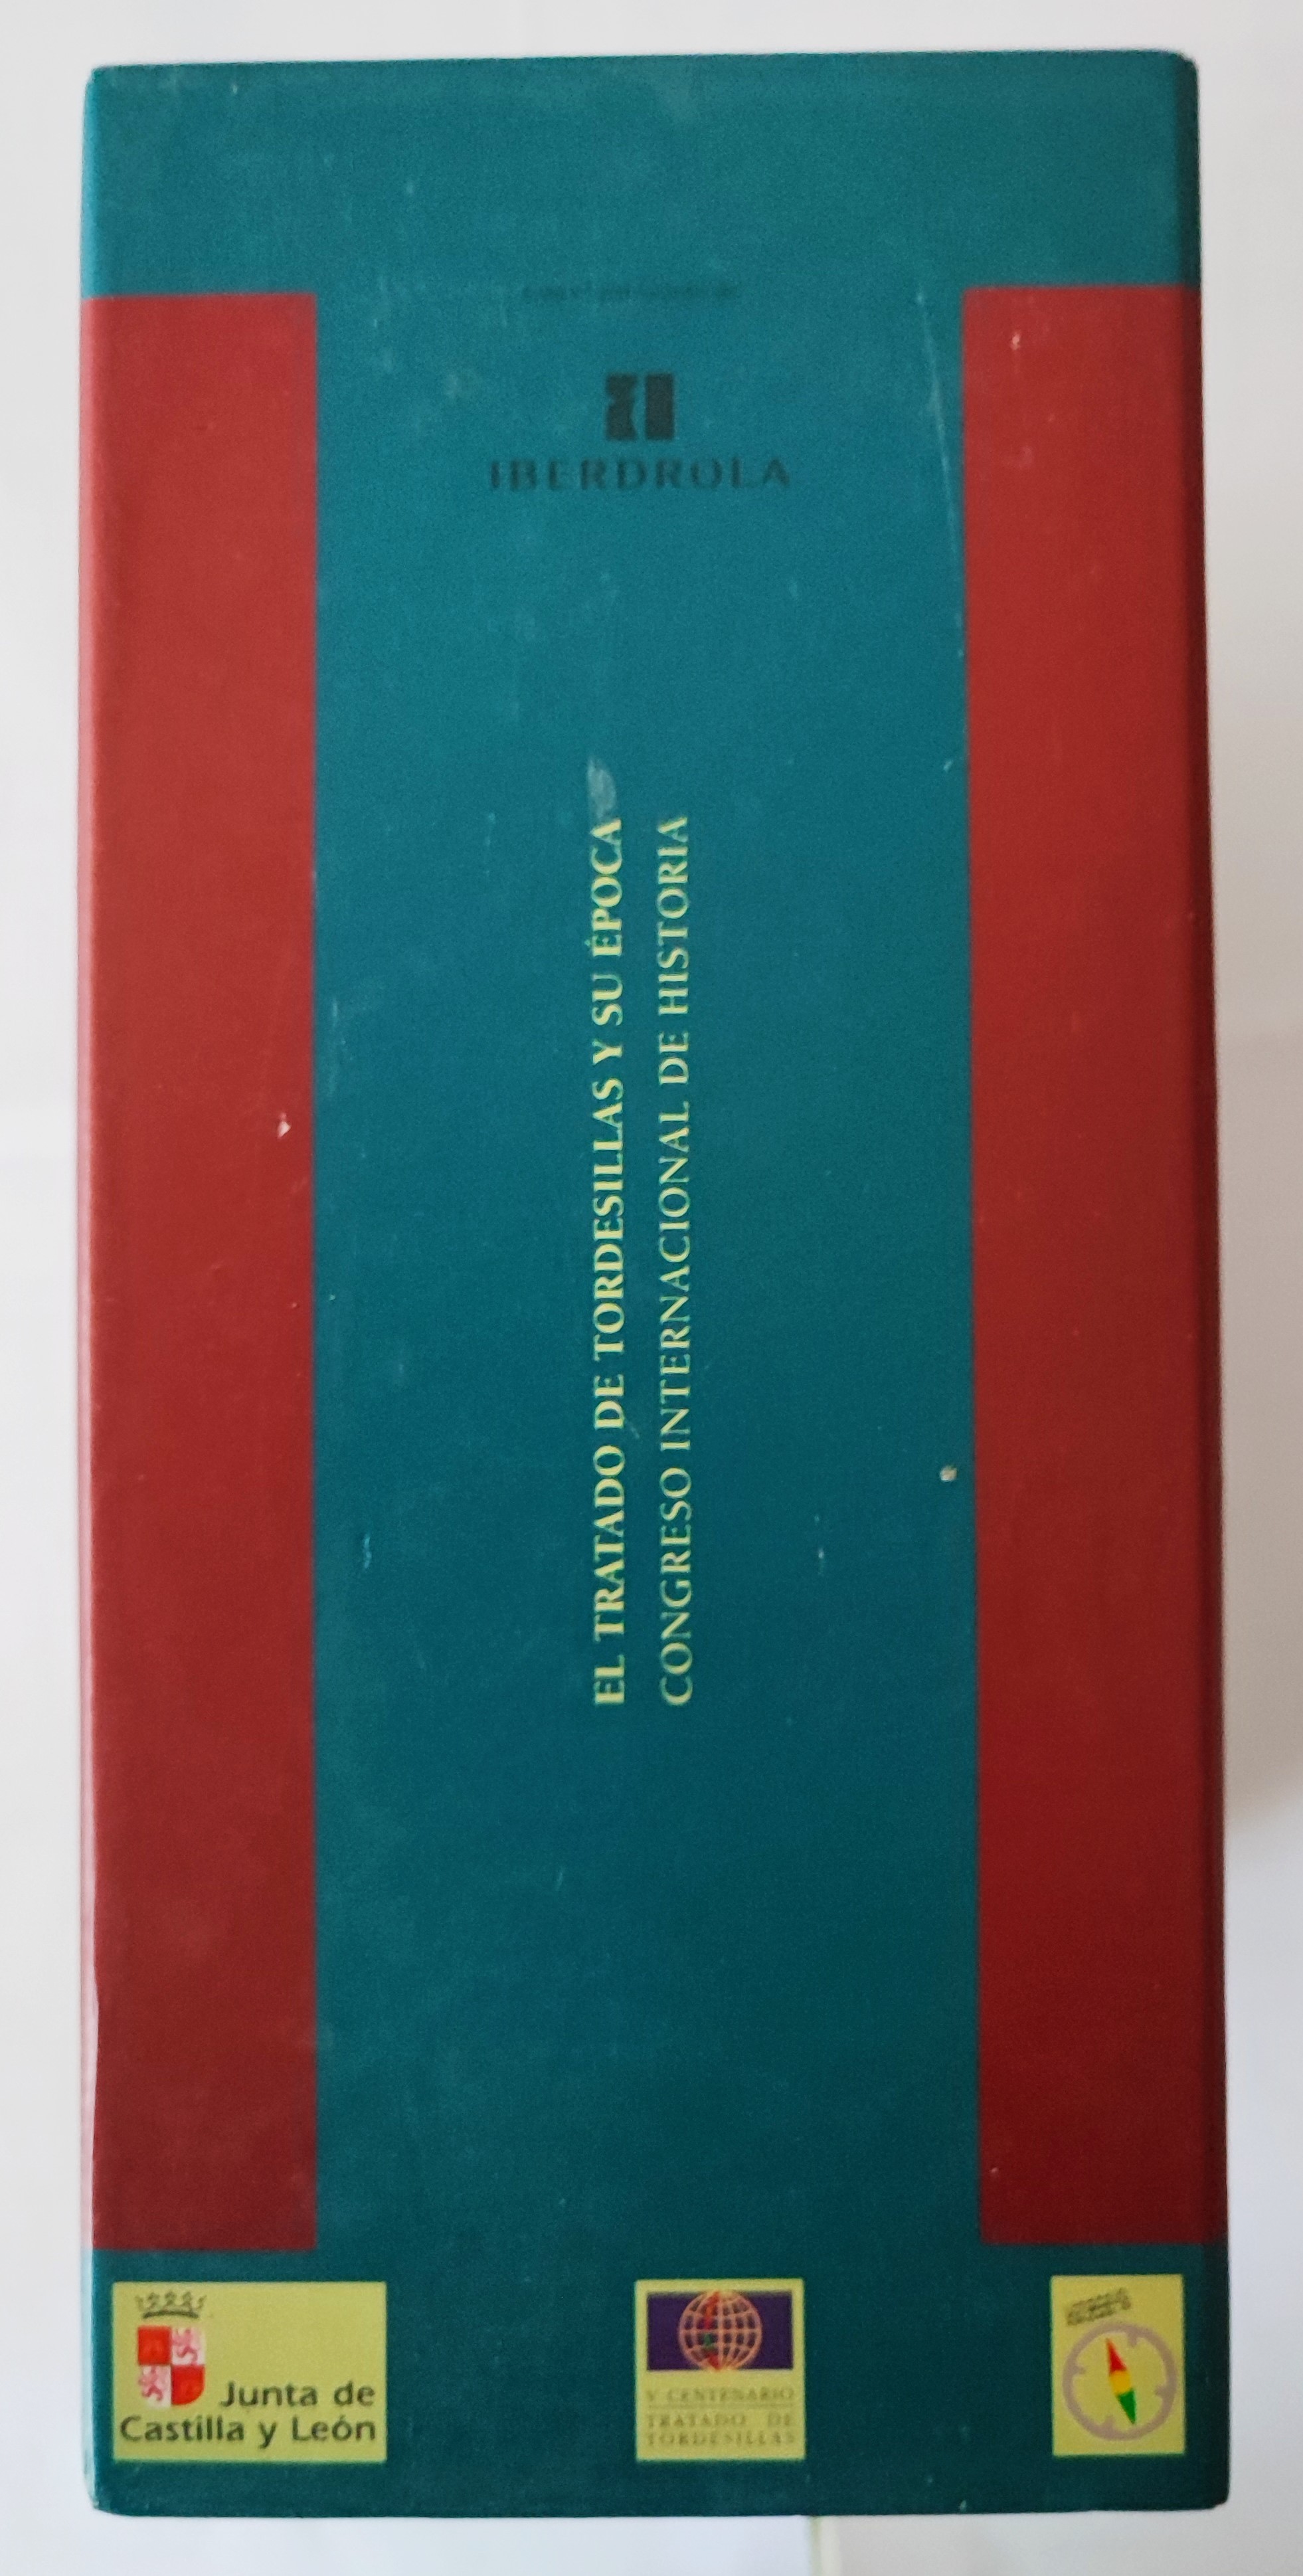 IBERDROLA
EL TRATADO DE TORDESILLAS Y SU ÉPOCA
CONGRESO INTERNACIONAL DE HISTORIA
Junta de
Castilla y León
V CENTENARIO
TRATADO DE
TORDESILLAS